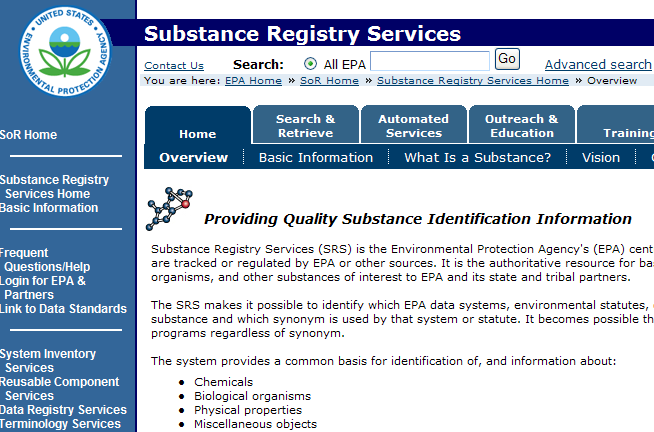 UNITED STATES
ENVIRONMENTAL PROTECTION AGENCY
Substance Registry Services
Contact Us Search: All EPA Go Advanced search
You are here: EPA Home » SoR Home » Substance Registry Services Home » Overview
Home
Search &
Retrieve
Automated
Services
Outreach &
Education
Training
Overview Basic Information What Is a Substance? Vision
SoR Home
Substance Registry
Services Home
Basic Information
Frequent
Questions/Help
Login for EPA &
Partners
Link to Data Standards
System Inventory
Services
Reusable Component
Services
Data Registry Services
Terminology Services
Providing Quality Substance Identification Information
Substance Registry Services (SRS) is the Environmental Protection Agency's (EPA) cent
are tracked or regulated by EPA or other sources. It is the authoritative resource for ba
organisms, and other substances of interest to EPA and its state and tribal partners.
The SRS makes it possible to identify which EPA data systems, environmental statutes,
substance and which synonym is used by that system or statute. It becomes possible th
programs regardless of synonym.
The system provides a common basis for identification of, and information about:
• Chemicals
• Biological organisms
• Physical properties
• Miscellaneous objects